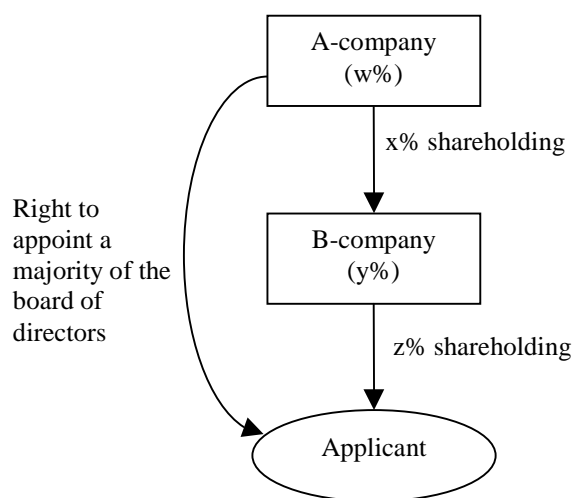 A-company
(w%)
x% shareholding
Right to
appoint a
majority of the
board of
directors
B-company
(y%)
z% shareholding
Applicant